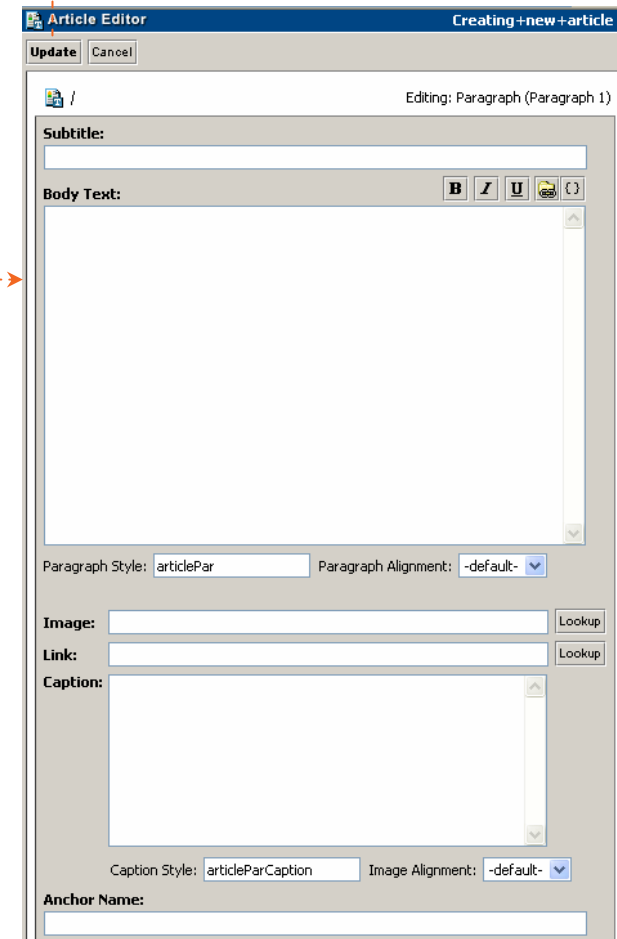 Article Editor Creating+new+article
Update Cancel
/ Editing: Paragraph (Paragraph 1)
Subtitle:
Body Text: B I U {}
Paragraph Style: articlePar Paragraph Alignment: -default-
Image: Lookup
Link: Lookup
Caption:
Caption Style: articleParCaption Image Alignment: -default-
Anchor Name: